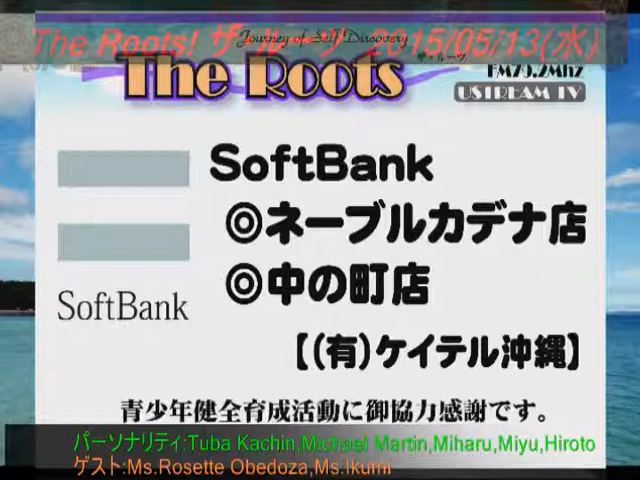 Journey of Self Discovery
The Roots! ザ・ルーツ 2015/05/13(水)
The Roots
ザ・ルーツ
USTREAM TV
SoftBank
◎ネーブルカデナ店
◎中の町店
SoftBank
【(有)ケイテル沖縄】
青少年健全育成活動に御協力感謝です。
パーソナリティ:Tuba Kachin,Michael Martin,Miharu,Miyu,Hiroto
ゲスト:Ms.Rosette Obedoza,Ms.Ikumi